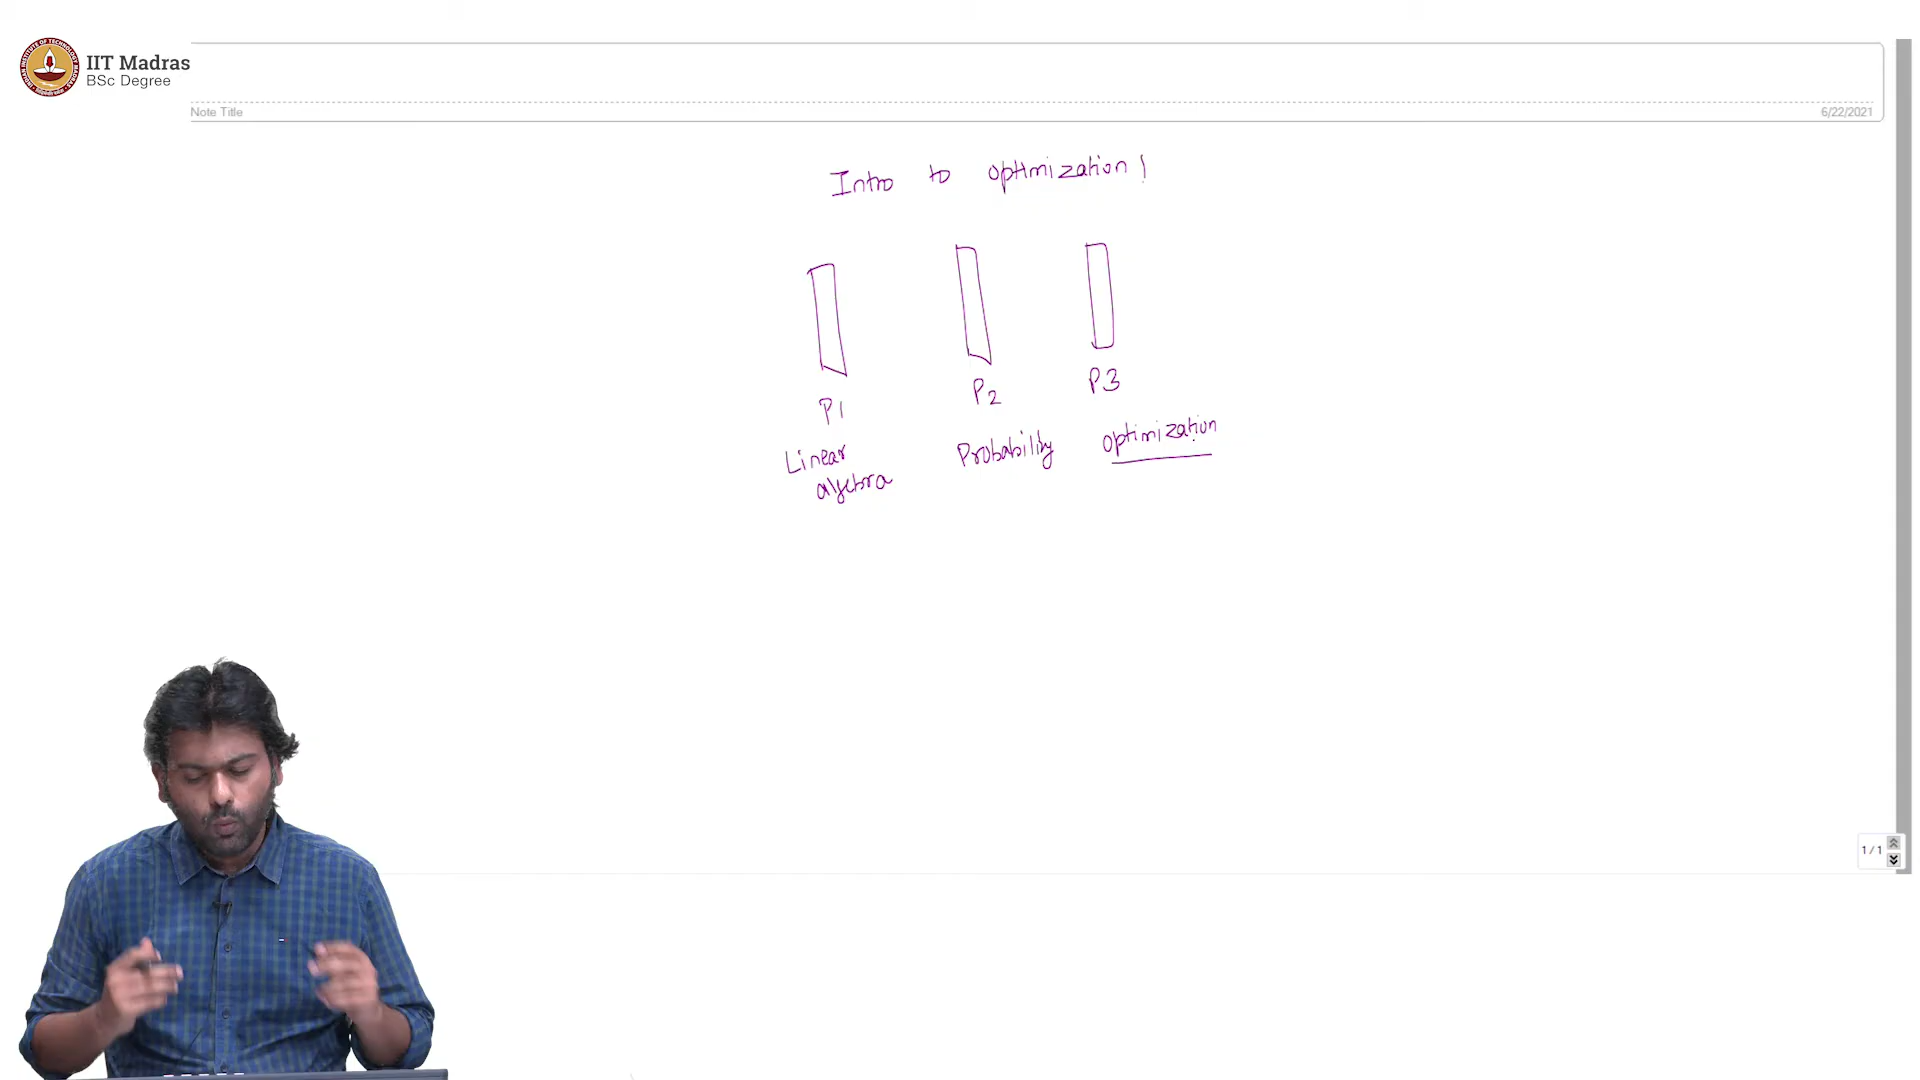 IIT Madras
BSc Degree
Note Title
6/22/2021
Intro to optimization!
P1
P2
P3
Linear
algebra
Probability
optimization
1 / 1